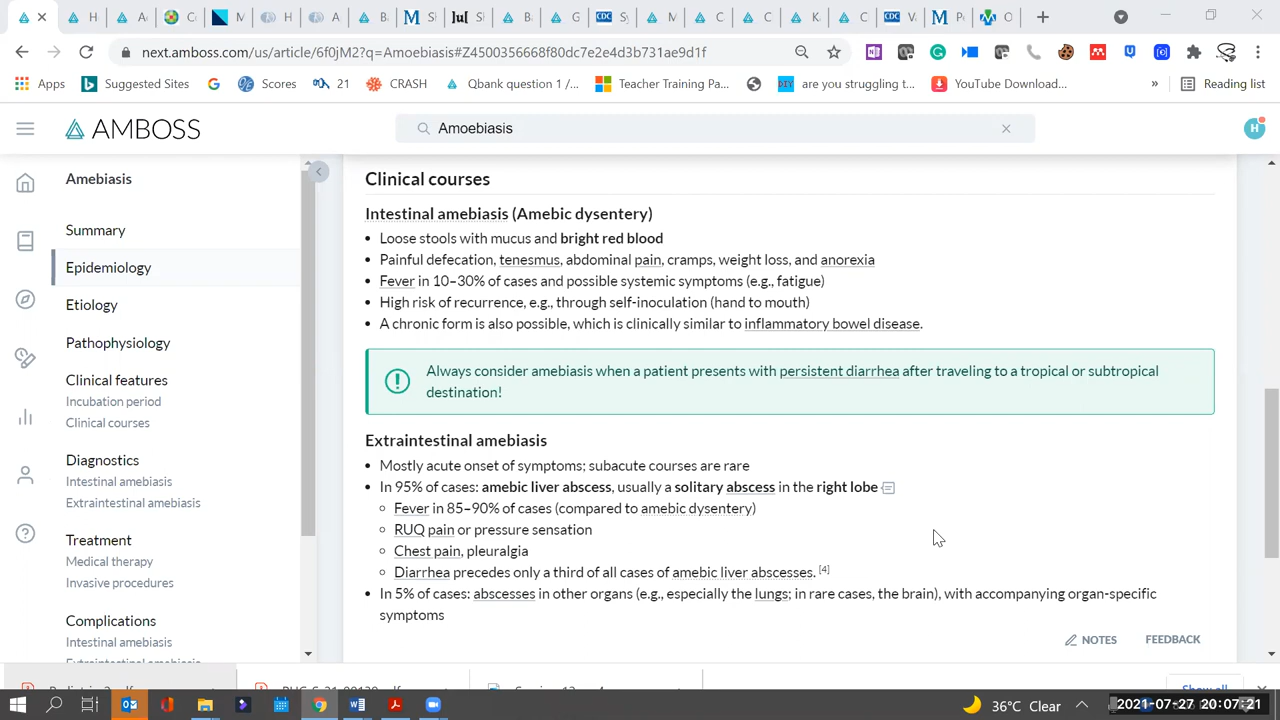 H
A
C
M
H
A
B
M S
ɩu[ S
B
G
CDC Sy
M
C
C
K
C
CDC V
M P
O
next.amboss.com/us/article/6f0jM2?q=Amoebiasis#Z4500356668f80dc7e2e4d3b731ae9d1f
Apps
Suggested Sites
Scores
21
CRASH
Qbank question 1 /...
Teacher Training Pa...
DIY are you struggling t...
YouTube Download...
»
Reading list
AMBOSS
Amoebiasis
H
Amebiasis
Summary
Epidemiology
Etiology
Pathophysiology
Clinical features
Incubation period
Clinical courses
Diagnostics
Intestinal amebiasis
Extraintestinal amebiasis
Treatment
Medical therapy
Invasive procedures
Complications
Intestinal amebiasis
Clinical courses
Intestinal amebiasis (Amebic dysentery)
• Loose stools with mucus and bright red blood
• Painful defecation, tenesmus, abdominal pain, cramps, weight loss, and anorexia
• Fever in 10–30% of cases and possible systemic symptoms (e.g., fatigue)
• High risk of recurrence, e.g., through self-inoculation (hand to mouth)
• A chronic form is also possible, which is clinically similar to inflammatory bowel disease.
Always consider amebiasis when a patient presents with persistent diarrhea after traveling to a tropical or subtropical
destination!
Extraintestinal amebiasis
• Mostly acute onset of symptoms; subacute courses are rare
• In 95% of cases: amebic liver abscess, usually a solitary abscess in the right lobe
Fever in 85–90% of cases (compared to amebic dysentery)
RUQ pain or pressure sensation
Chest pain, pleuralgia
Diarrhea precedes only a third of all cases of amebic liver abscesses. [4]
• In 5% of cases: abscesses in other organs (e.g., especially the lungs; in rare cases, the brain), with accompanying organ-specific
symptoms
NOTES
FEEDBACK
Show all
36°C Clear
2021-07-27 20:07:21